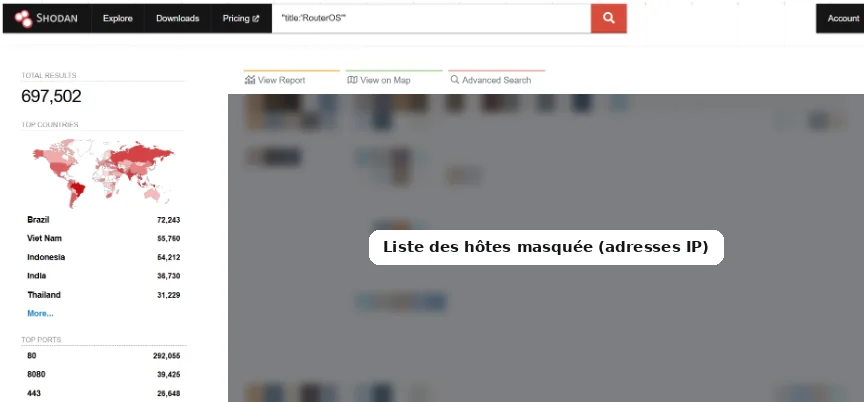 SHODAN Explore Downloads Pricing "title:'RouterOS'" Account
TOTAL RESULTS
697,502
TOP COUNTRIES
Brazil 72,243
Viet Nam 55,760
Indonesia 54,212
India 36,730
Thailand 31,229
More...
TOP PORTS
80 292,055
8080 39,425
443 26,648
View Report View on Map Advanced Search
Liste des hôtes masquée (adresses IP)